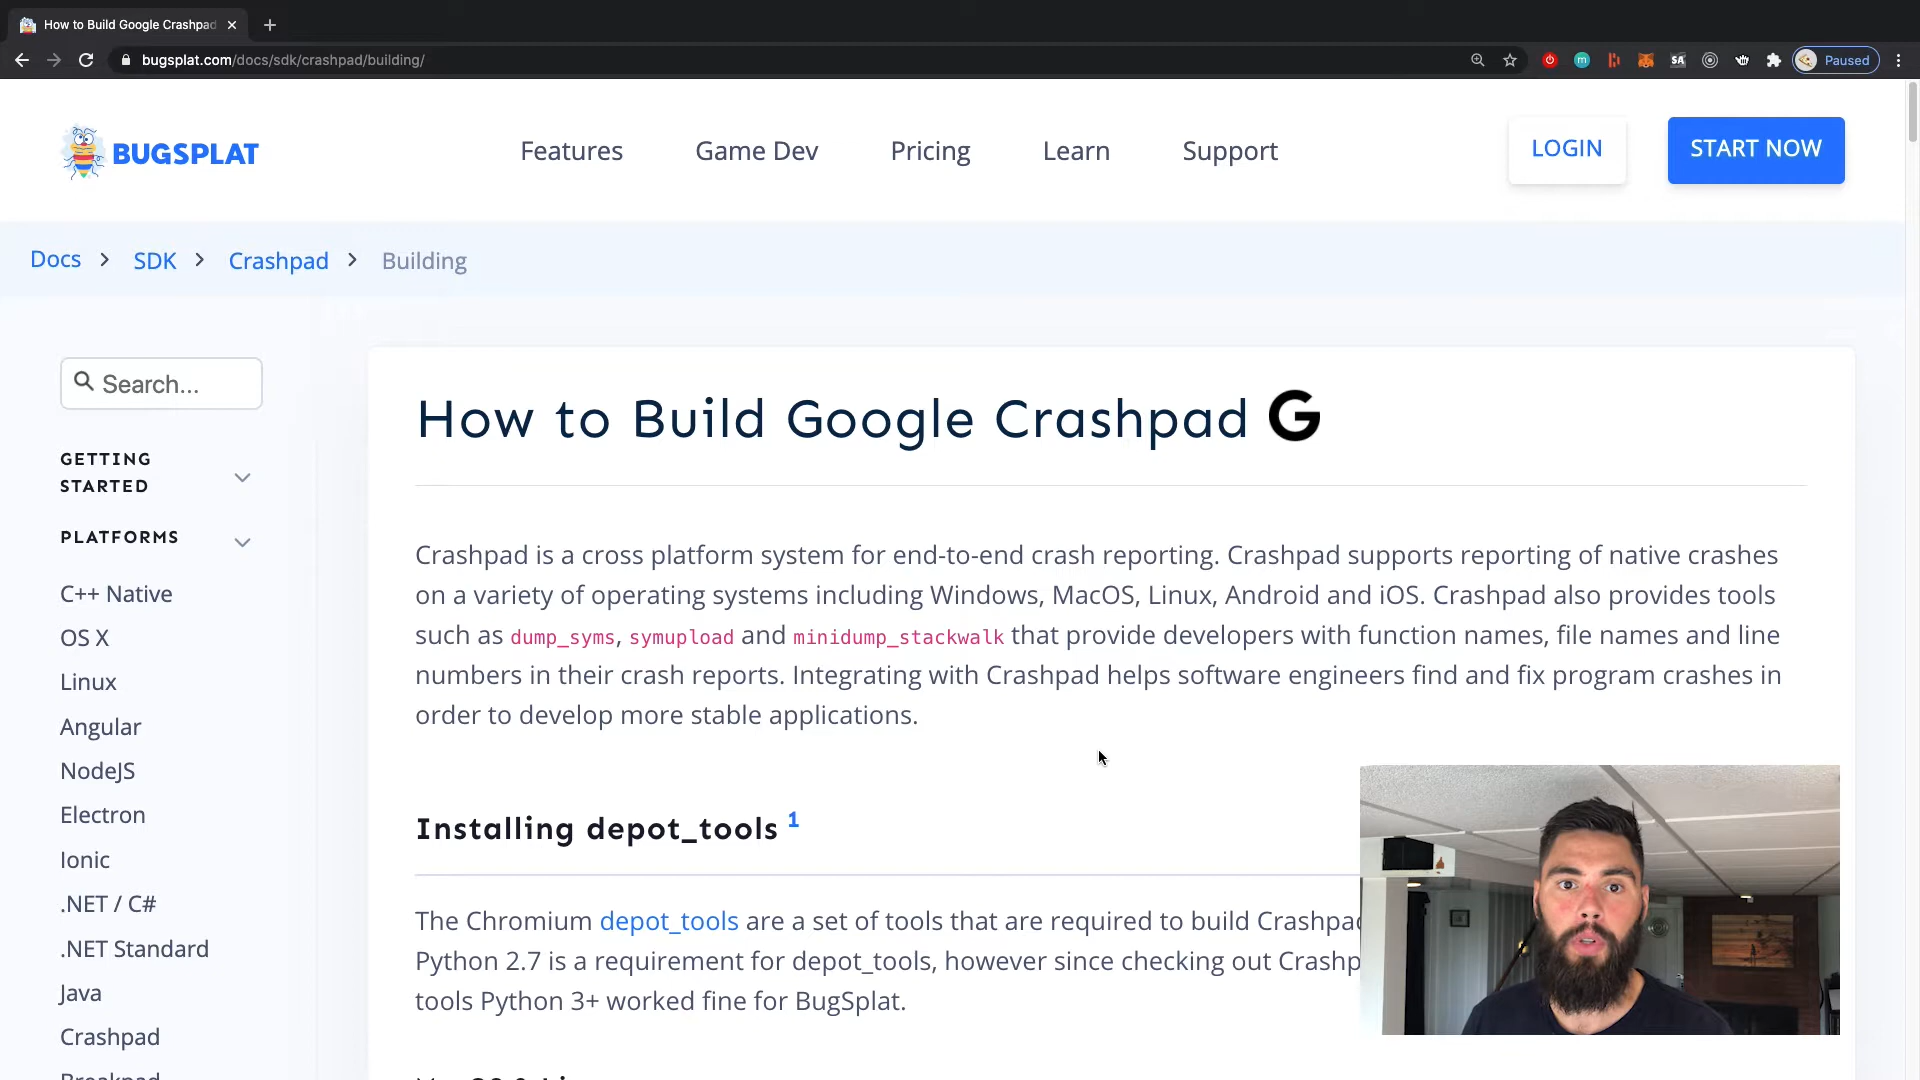 How to Build Google Crashpad
bugsplat.com/docs/sdk/crashpad/building/
Paused
BUGSPLAT
Features
Game Dev
Pricing
Learn
Support
LOGIN
START NOW
Docs > SDK > Crashpad > Building
Search...
GETTING
STARTED
PLATFORMS
C++ Native
OS X
Linux
Angular
NodeJS
Electron
Ionic
.NET / C#
.NET Standard
Java
Crashpad
How to Build Google Crashpad G
Crashpad is a cross platform system for end-to-end crash reporting. Crashpad supports reporting of native crashes
on a variety of operating systems including Windows, MacOS, Linux, Android and iOS. Crashpad also provides tools
such as dump_syms, symupload and minidump_stackwalk that provide developers with function names, file names and line
numbers in their crash reports. Integrating with Crashpad helps software engineers find and fix program crashes in
order to develop more stable applications.
Installing depot_tools 1
The Chromium depot_tools are a set of tools that are required to build Crashpad
Python 2.7 is a requirement for depot_tools, however since checking out Crashp
tools Python 3+ worked fine for BugSplat.